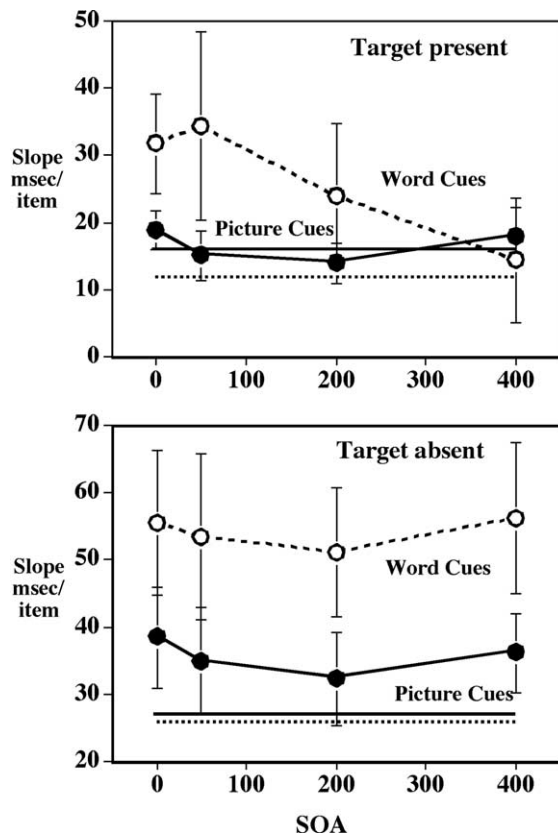 50
Target present
40
Slope
msec/
item
30
Word Cues
20
Picture Cues
10
0
0 100 200 300 400
70
Target absent
60
Slope
msec/
item
50
Word Cues
40
30
Picture Cues
20
0 100 200 300 400
SOA